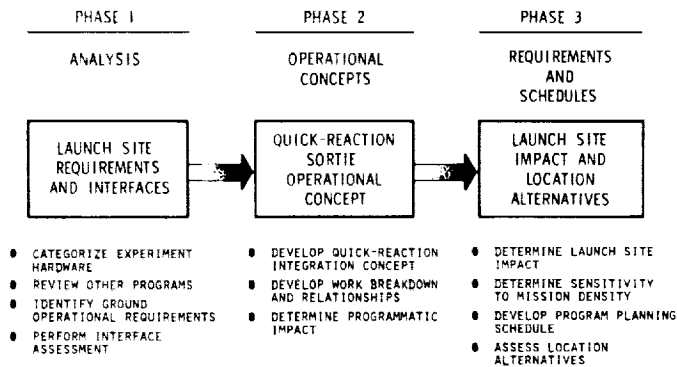 PHASE 1
ANALYSIS
LAUNCH SITE
REQUIREMENTS
AND INTERFACES
● CATEGORIZE EXPERIMENT
HARDWARE
● REVIEW OTHER PROGRAMS
● IDENTIFY GROUND
OPERATIONAL REQUIREMENTS
● PERFORM INTERFACE
ASSESSMENT
PHASE 2
OPERATIONAL
CONCEPTS
QUICK-REACTION
SORTIE
OPERATIONAL
CONCEPT
● DEVELOP QUICK-REACTION
INTEGRATION CONCEPT
● DEVELOP WORK BREAKDOWN
AND RELATIONSHIPS
● DETERMINE PROGRAMMATIC
IMPACT
PHASE 3
REQUIREMENTS
AND
SCHEDULES
LAUNCH SITE
IMPACT AND
LOCATION
ALTERNATIVES
● DETERMINE LAUNCH SITE
IMPACT
● DETERMINE SENSITIVITY
TO MISSION DENSITY
● DEVELOP PROGRAM PLANNING
SCHEDULE
● ASSESS LOCATION
ALTERNATIVES